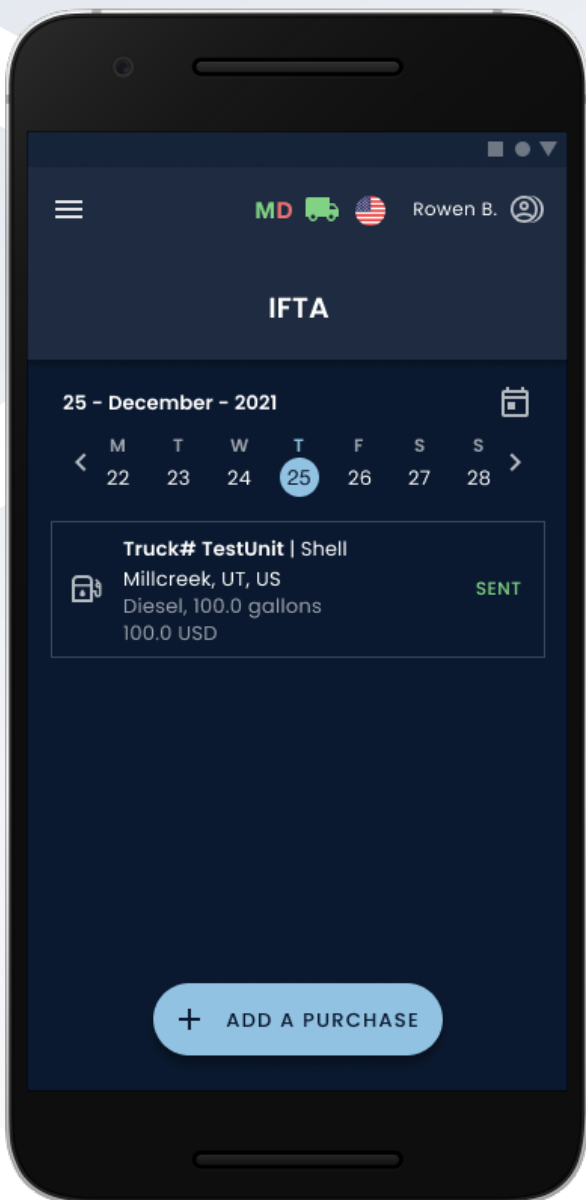 MD
Rowen B.
IFTA
25 - December - 2021
M T W T F S S
22 23 24 25 26 27 28
Truck# TestUnit | Shell
Millcreek, UT, US
Diesel, 100.0 gallons
100.0 USD
SENT
ADD A PURCHASE